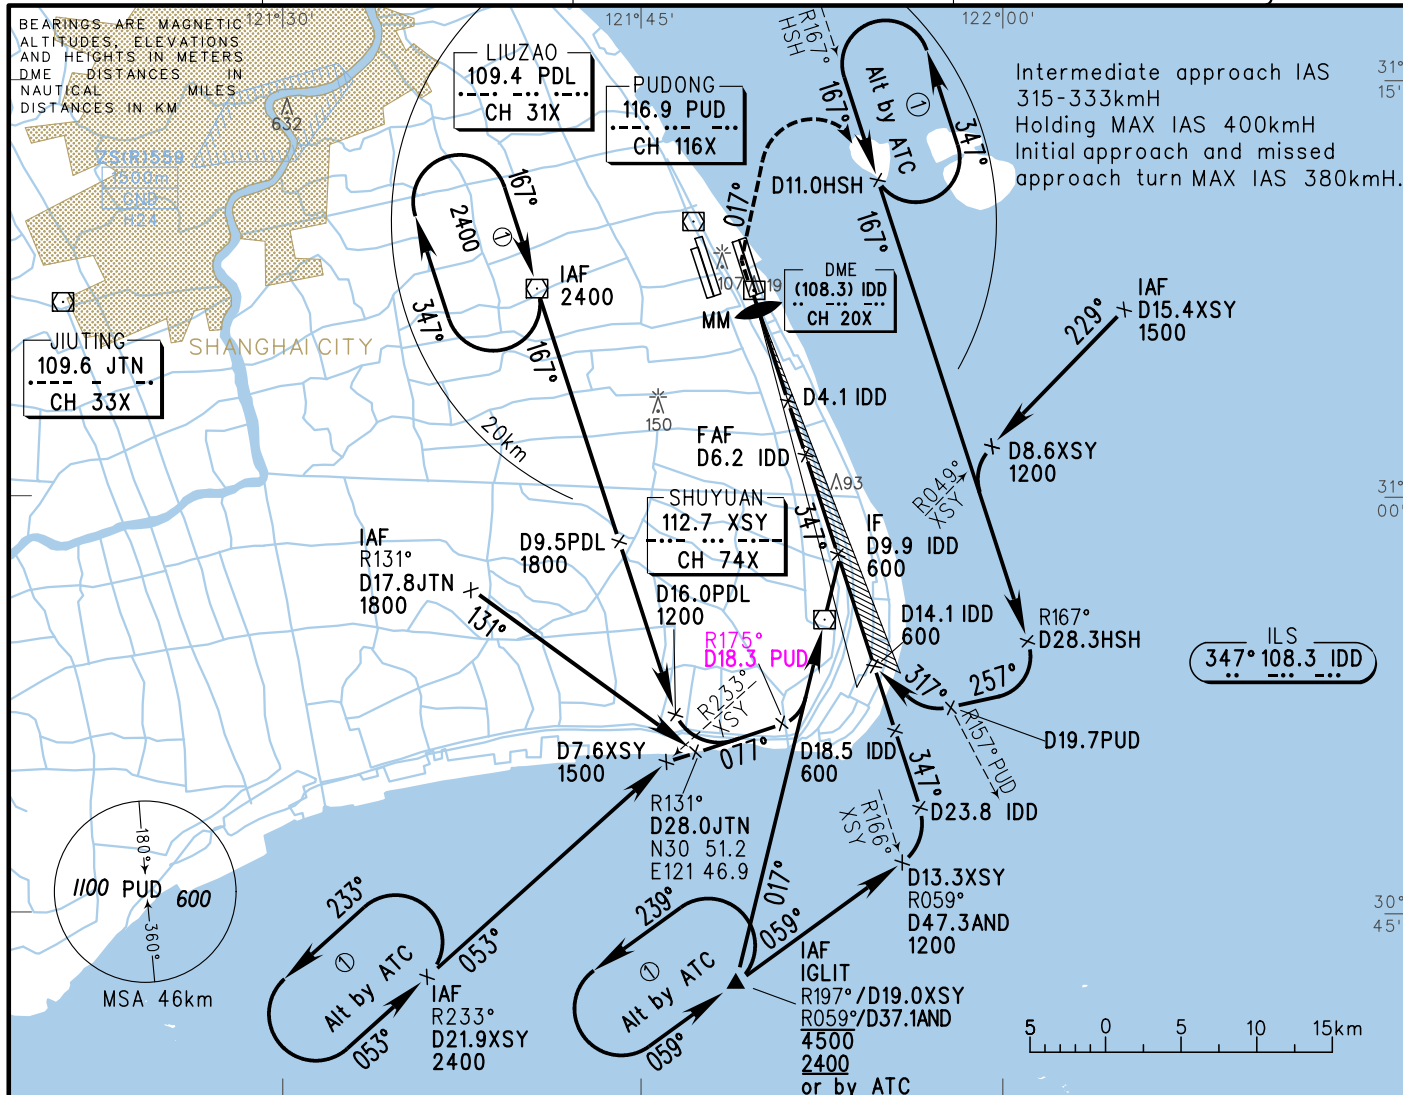 121°30'
121°45'
122°00'
BEARINGS ARE MAGNETIC
ALTITUDES, ELEVATIONS
AND HEIGHTS IN METERS
DME DISTANCES IN
NAUTICAL MILES
DISTANCES IN KM
632
ZS(R)559
1500m
GND
H24
LIUZAO
109.4 PDL
CH 31X
PUDONG
116.9 PUD
CH 116X
R167°
HSH
167°
Alt by ATC
①
347°
Intermediate approach IAS
315-333kmH
Holding MAX IAS 400kmH
Initial approach and missed
approach turn MAX IAS 380kmH.
31°
15'
D11.0HSH
167°
017°
167°
2400
①
347°
IAF
2400
167°
107
19
MM
DME
(108.3) IDD
CH 20X
IAF
D15.4XSY
1500
229°
JIUTING
109.6 JTN
CH 33X
SHANGHAI CITY
20km
150
D4.1 IDD
FAF
D6.2 IDD
93
D8.6XSY
1200
R049°
XSY
31°
00'
SHUYUAN
112.7 XSY
CH 74X
347°
IF
D9.9 IDD
600
IAF
R131°
D17.8JTN
1800
131°
D9.5PDL
1800
D16.0PDL
1200
R175°
D18.3 PUD
D14.1 IDD
600
R167°
D28.3HSH
ILS
347° 108.3 IDD
317°
257°
R233°
XSY
D7.6XSY
1500
077°
D18.5 IDD
600
R157° PUD
D19.7PUD
347°
D23.8 IDD
R131°
D28.0JTN
N30 51.2
E121 46.9
R166°
XSY
D13.3XSY
R059°
D47.3AND
1200
30°
45'
180°
1100 PUD 600
360°
MSA 46km
233°
①
Alt by ATC
053°
053°
IAF
R233°
D21.9XSY
2400
239°
①
Alt by ATC
059°
017°
059°
IAF
IGLIT
R197°/D19.0XSY
R059°/D37.1AND
4500
2400
or by ATC
5 0 5 10 15km